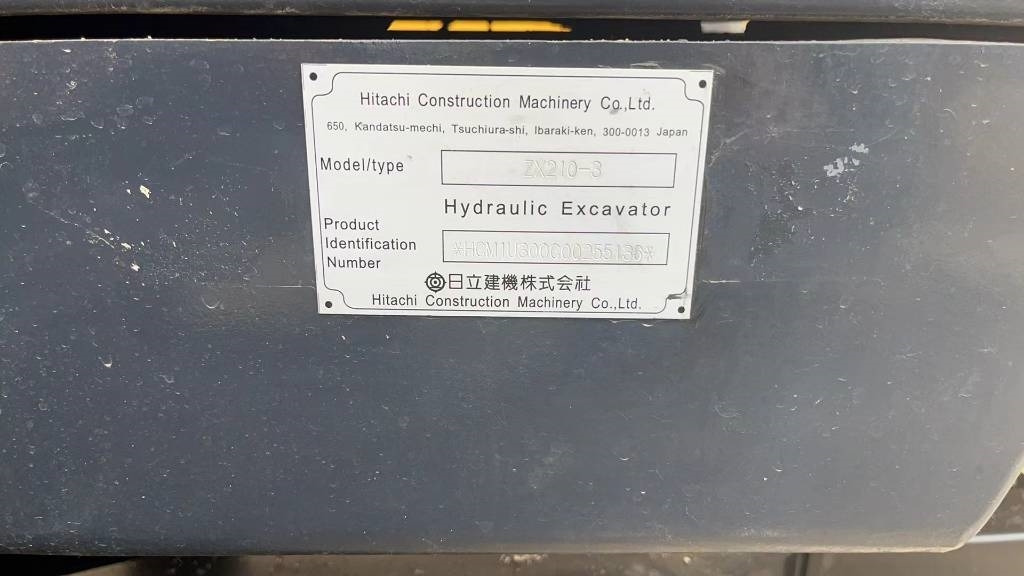 Hitachi Construction Machinery Co.,Ltd.
650, Kandatsu-mechi, Tsuchiura-shi, Ibaraki-ken, 300-0013 Japan
Model/type ZX210-3
Hydraulic Excavator
Product
Identification
Number
*HCM1U300C00255136*
日立建機株式会社
Hitachi Construction Machinery Co.,Ltd.